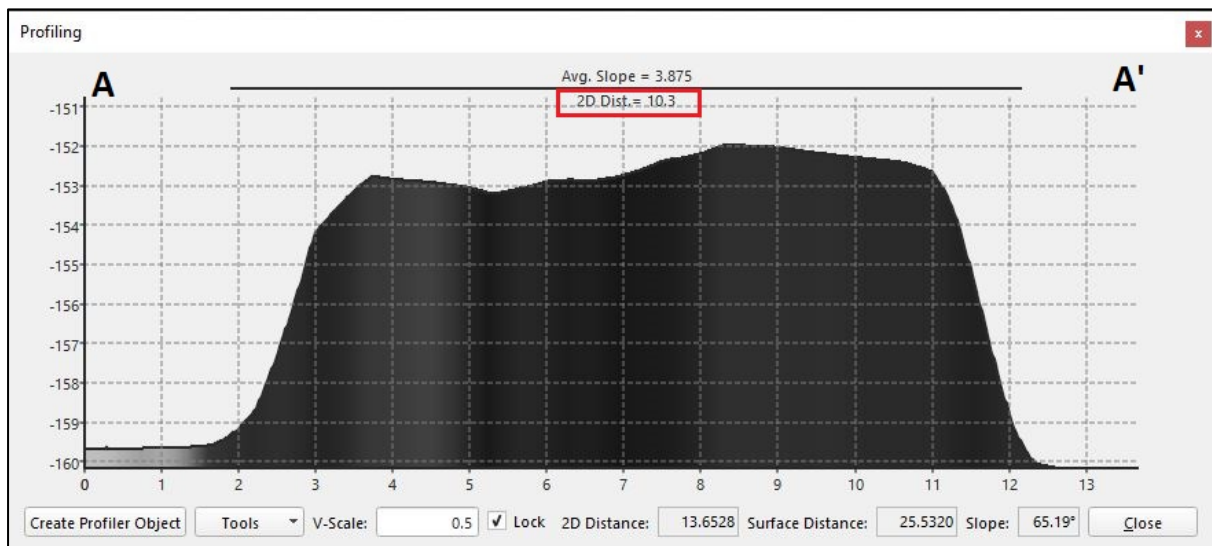 Profiling
x
A
Avg. Slope = 3.875
A'
2D Dist.= 10.3
-151
-152
-153
-154
-155
-156
-157
-158
-159
-160
0 1 2 3 4 5 6 7 8 9 10 11 12 13
Create Profiler Object Tools V-Scale: 0.5 Lock 2D Distance: 13.6528 Surface Distance: 25.5320 Slope: 65.19° Close